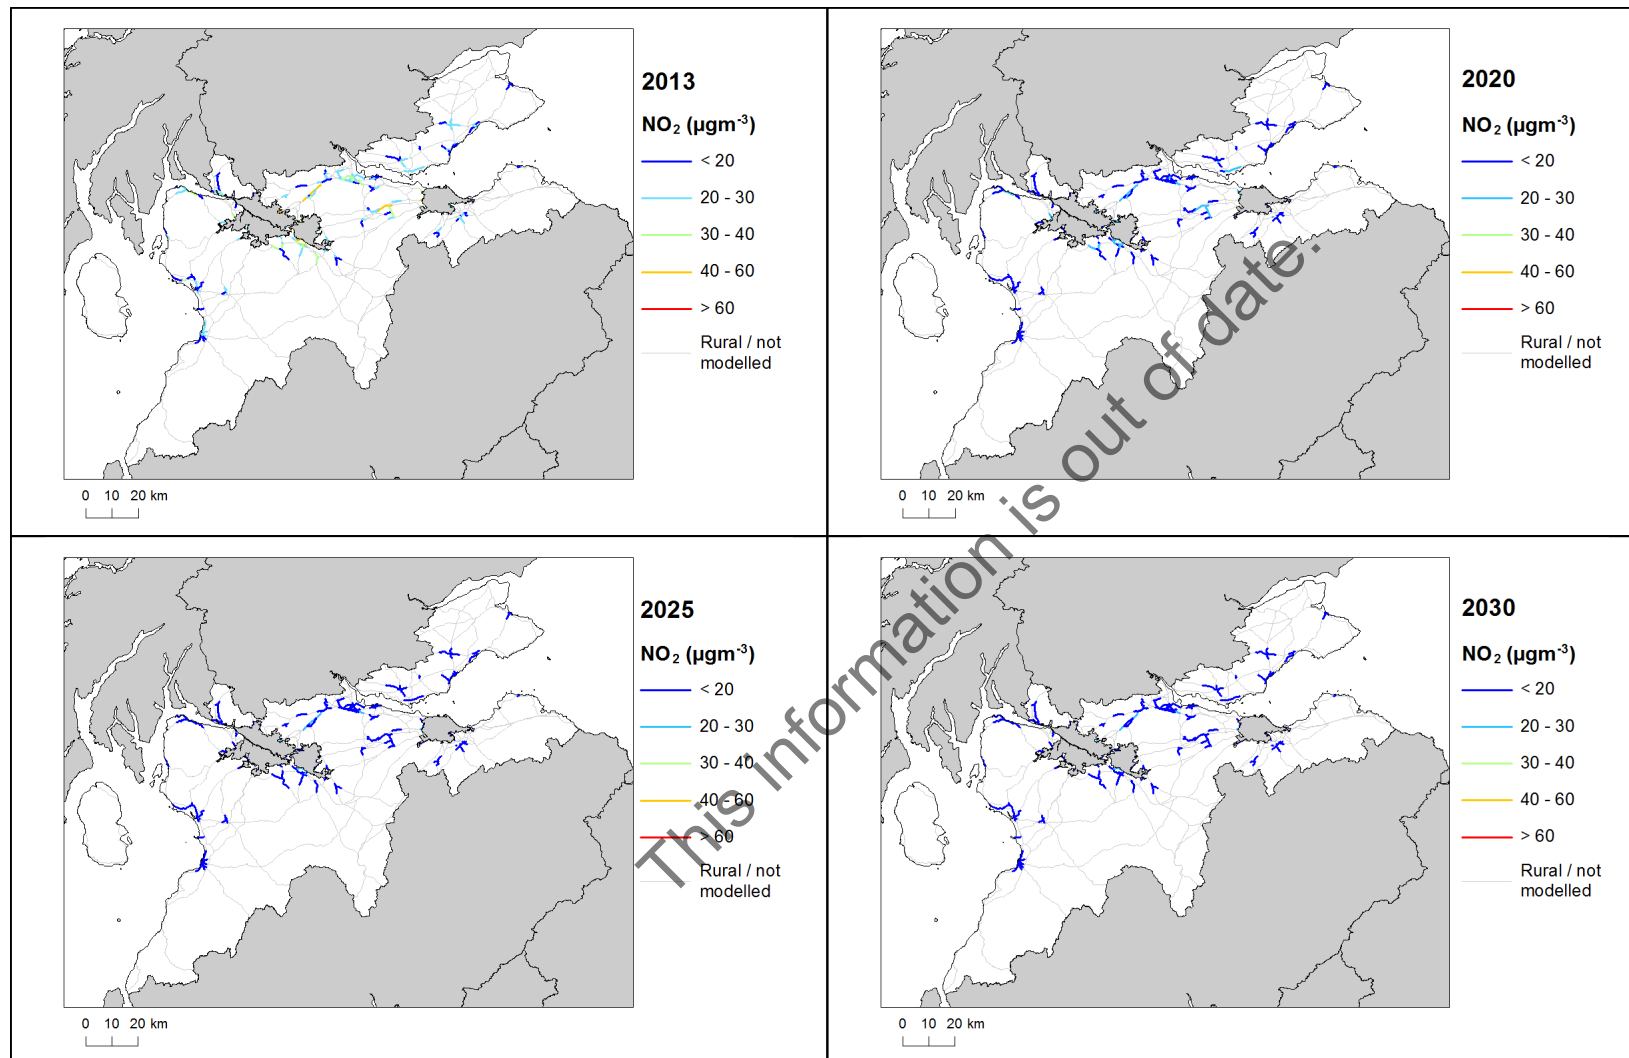 2013
NO₂ (µgm⁻³)
< 20
20 - 30
30 - 40
40 - 60
> 60
Rural / not
modelled
0 10 20 km
2020
NO₂ (µgm⁻³)
< 20
20 - 30
30 - 40
40 - 60
> 60
Rural / not
modelled
0 10 20 km
2025
NO₂ (µgm⁻³)
< 20
20 - 30
30 - 40
40 - 60
> 60
Rural / not
modelled
0 10 20 km
2030
NO₂ (µgm⁻³)
< 20
20 - 30
30 - 40
40 - 60
> 60
Rural / not
modelled
0 10 20 km
This information is out of date.